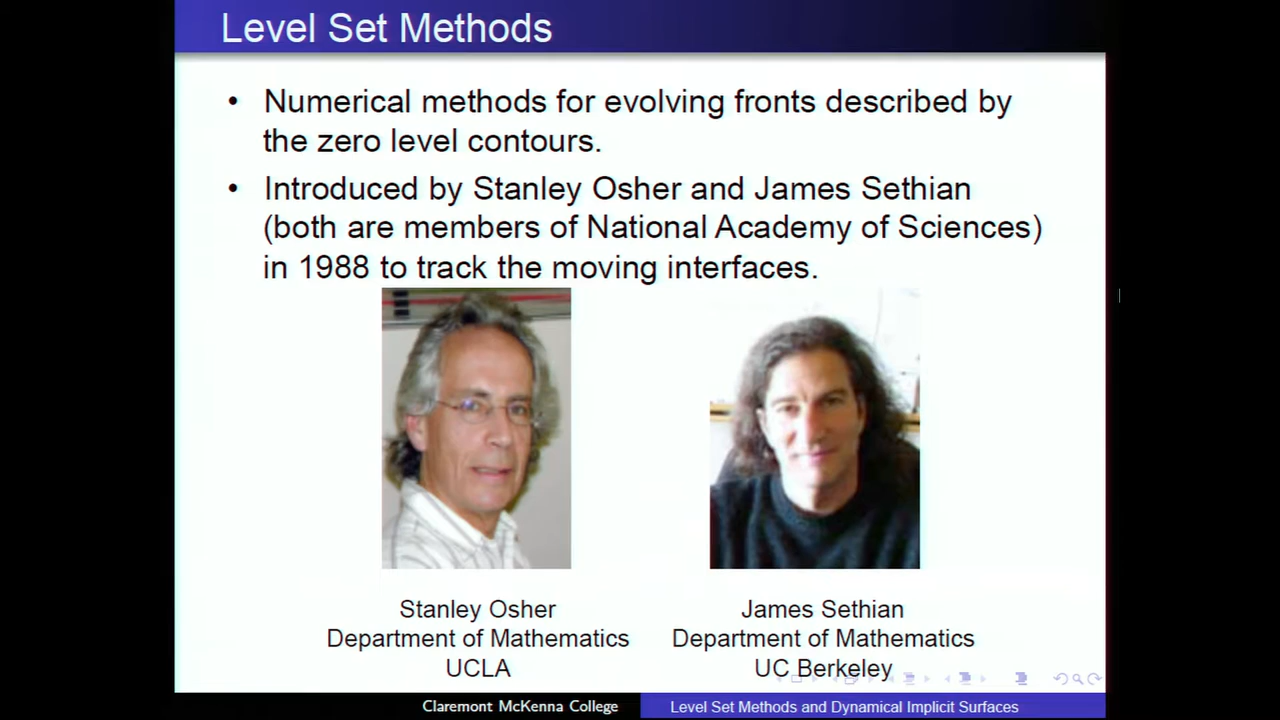 Level Set Methods
• Numerical methods for evolving fronts described by
the zero level contours.
• Introduced by Stanley Osher and James Sethian
(both are members of National Academy of Sciences)
in 1988 to track the moving interfaces.
Stanley Osher
Department of Mathematics
UCLA
James Sethian
Department of Mathematics
UC Berkeley
Claremont McKenna College
Level Set Methods and Dynamical Implicit Surfaces